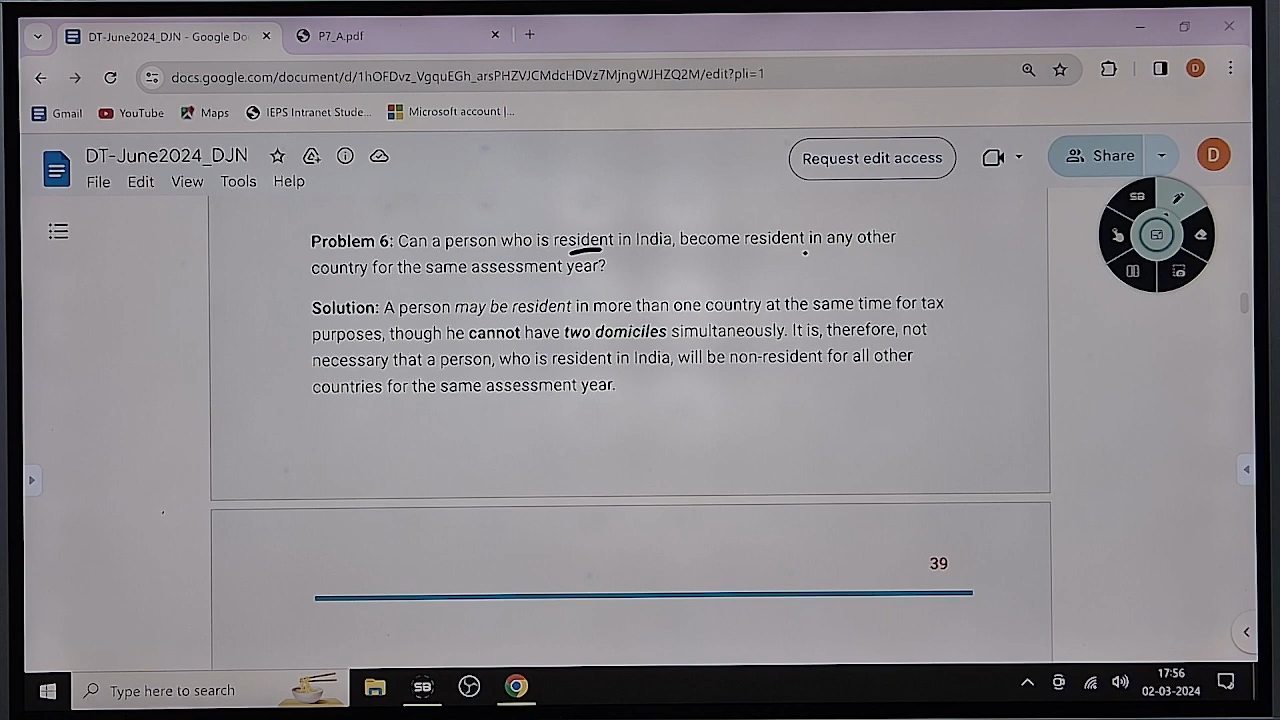 DT-June2024_DJN - Google Do
P7_A.pdf
docs.google.com/document/d/1hOFDvz_VgquEGh_arsPHZVJCMdcHDVz7MjngWJHZQ2M/edit?pli=1
D
Gmail
YouTube
Maps
IEPS Intranet Stude...
Microsoft account |...
DT-June2024_DJN
Request edit access
Share
D
File Edit View Tools Help
SB
Problem 6: Can a person who is resident in India, become resident in any other
country for the same assessment year?
Solution: A person may be resident in more than one country at the same time for tax
purposes, though he cannot have two domiciles simultaneously. It is, therefore, not
necessary that a person, who is resident in India, will be non-resident for all other
countries for the same assessment year.
39
Type here to search
SB
17:56
02-03-2024